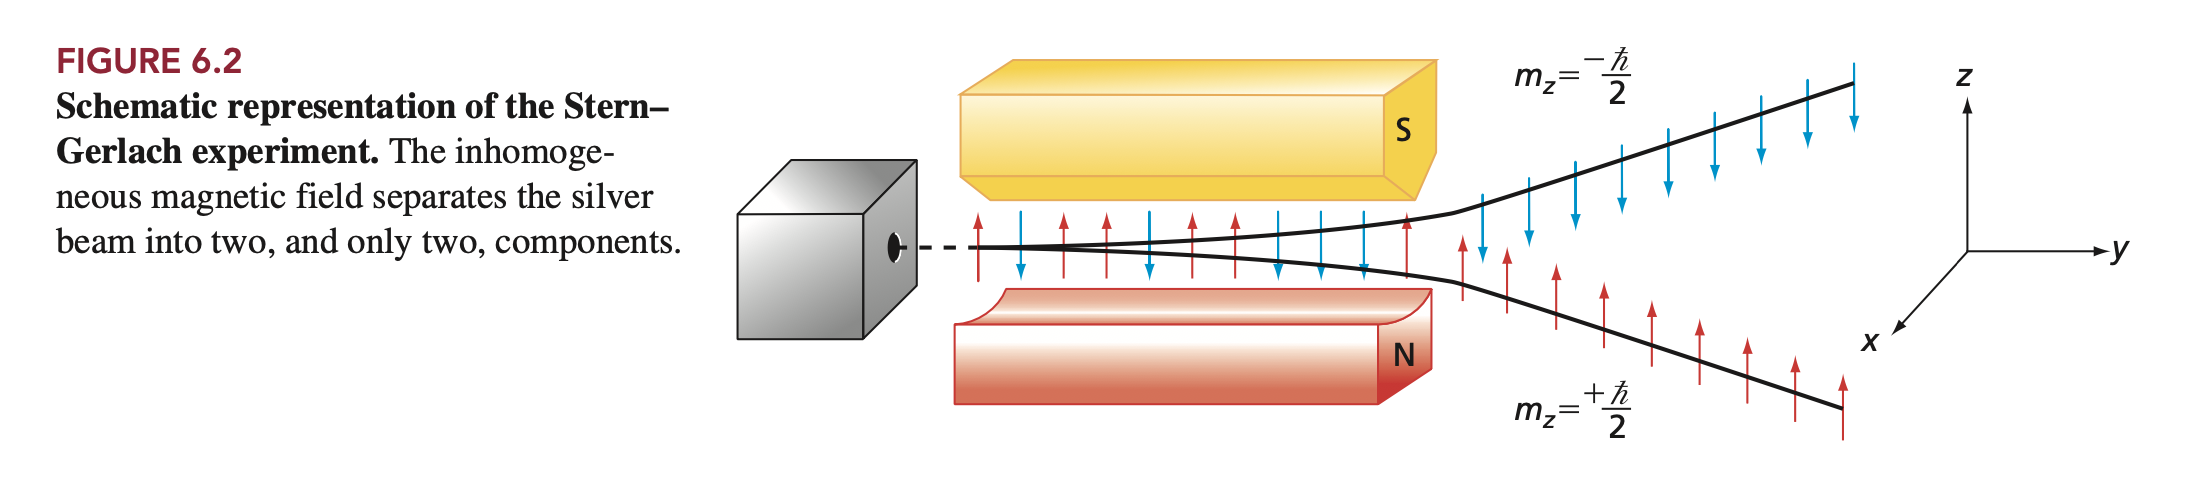 FIGURE 6.2
Schematic representation of the Stern–
Gerlach experiment. The inhomoge-
neous magnetic field separates the silver
beam into two, and only two, components.
S
N
m_z = −ℏ/2
m_z = +ℏ/2
z
y
x